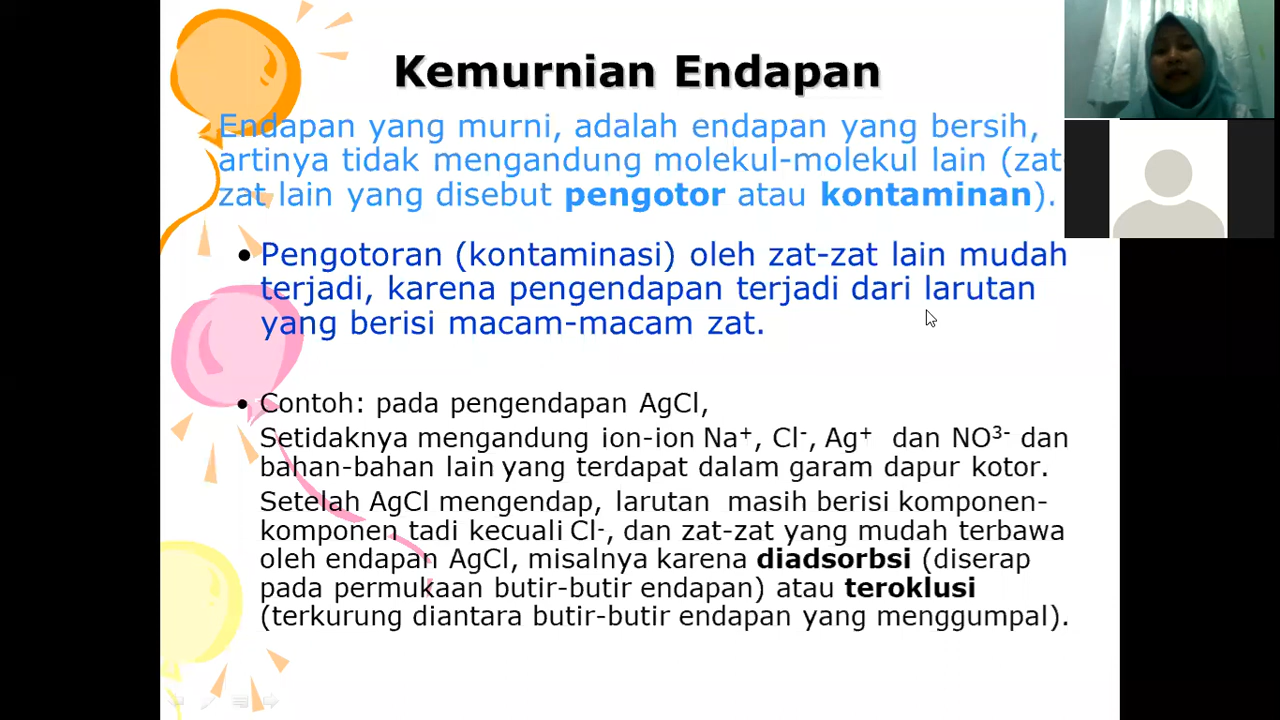 Kemurnian Endapan
Endapan yang murni, adalah endapan yang bersih,
artinya tidak mengandung molekul-molekul lain (zat-
zat lain yang disebut pengotor atau kontaminan).
• Pengotoran (kontaminasi) oleh zat-zat lain mudah
terjadi, karena pengendapan terjadi dari larutan
yang berisi macam-macam zat.
• Contoh: pada pengendapan AgCl,
Setidaknya mengandung ion-ion Na⁺, Cl⁻, Ag⁺ dan NO³⁻ dan
bahan-bahan lain yang terdapat dalam garam dapur kotor.
Setelah AgCl mengendap, larutan masih berisi komponen-
komponen tadi kecuali Cl⁻, dan zat-zat yang mudah terbawa
oleh endapan AgCl, misalnya karena diadsorbsi (diserap
pada permukaan butir-butir endapan) atau teroklusi
(terkurung diantara butir-butir endapan yang menggumpal).